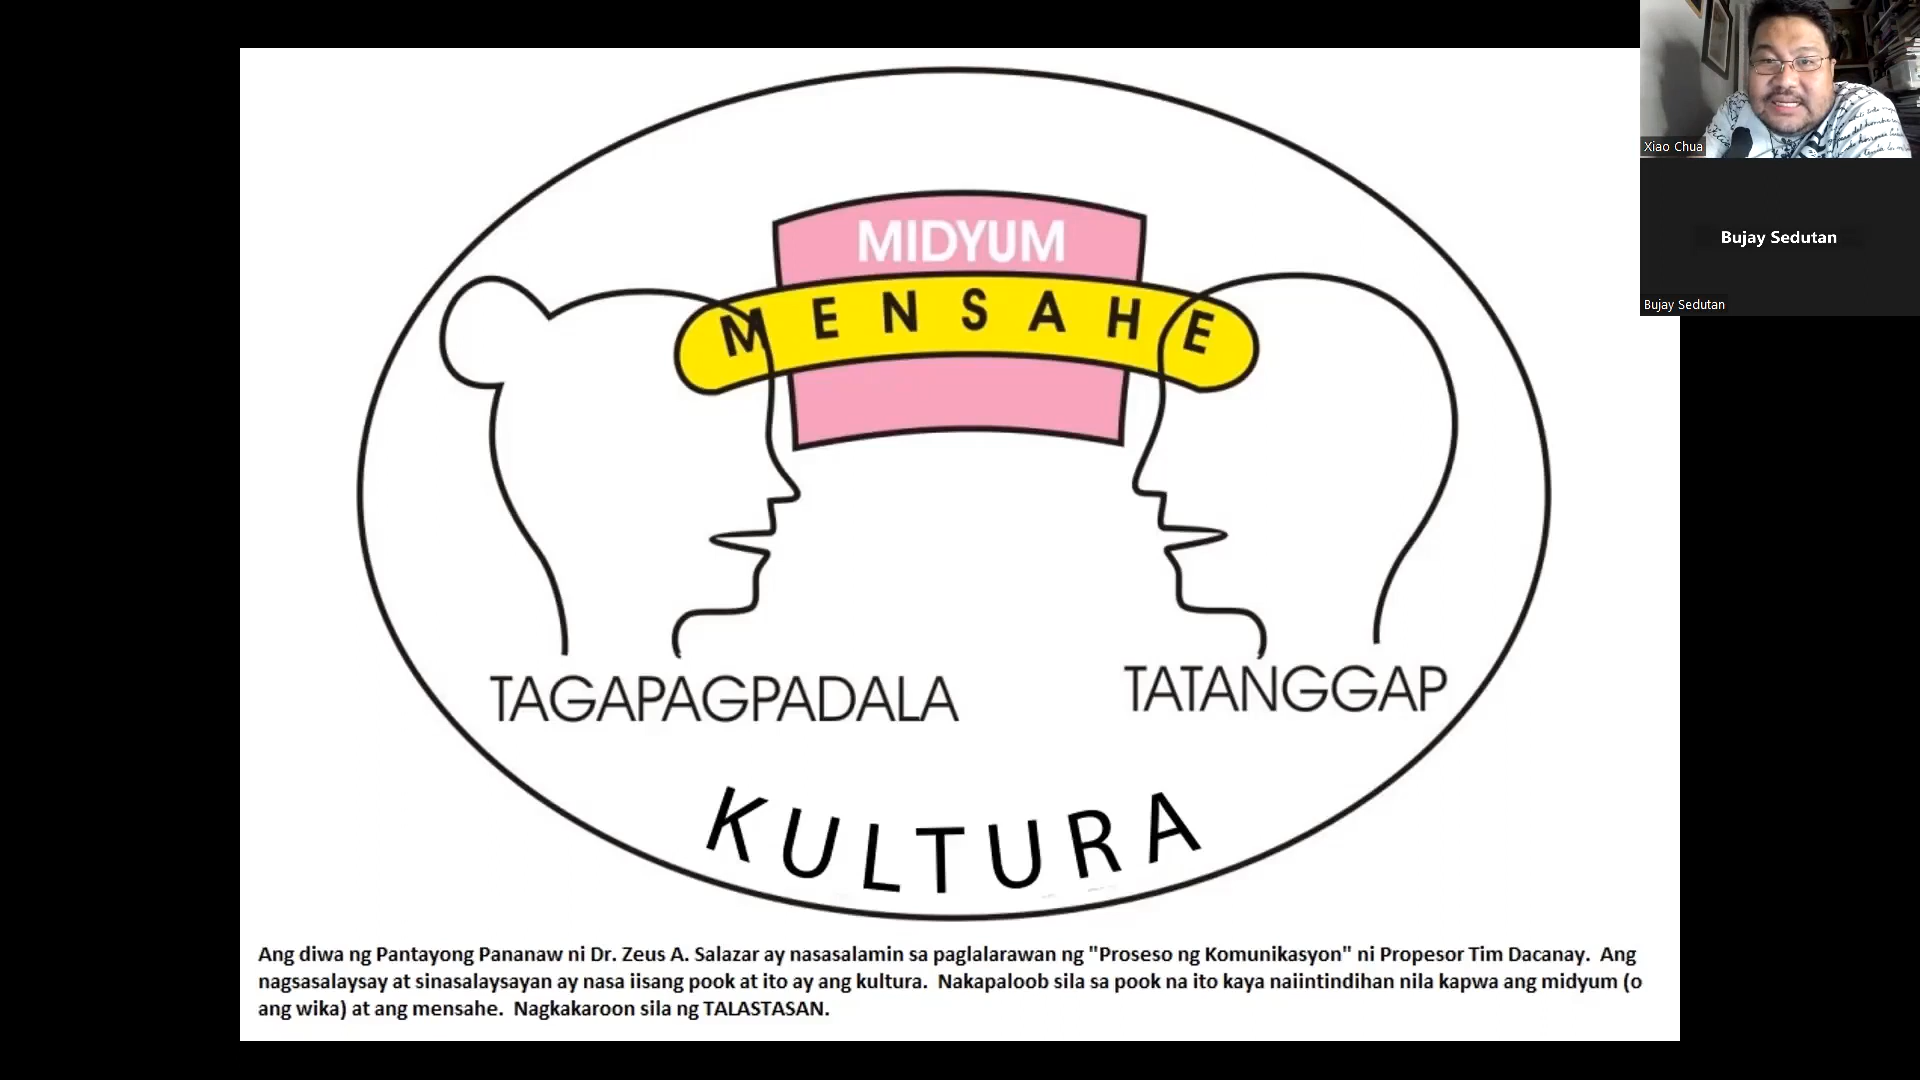 MIDYUM
MENSAHE
TAGAPAGPADALA
TATANGGAP
KULTURA
Ang diwa ng Pantayong Pananaw ni Dr. Zeus A. Salazar ay nasasalamin sa paglalarawan ng "Proseso ng Komunikasyon" ni Propesor Tim Dacanay. Ang
nagsasalaysay at sinasalaysayan ay nasa iisang pook at ito ay ang kultura. Nakapaloob sila sa pook na ito kaya naiintindihan nila kapwa ang midyum (o
ang wika) at ang mensahe. Nagkakaroon sila ng TALASTASAN.
Xiao Chua
Bujay Sedutan
Bujay Sedutan